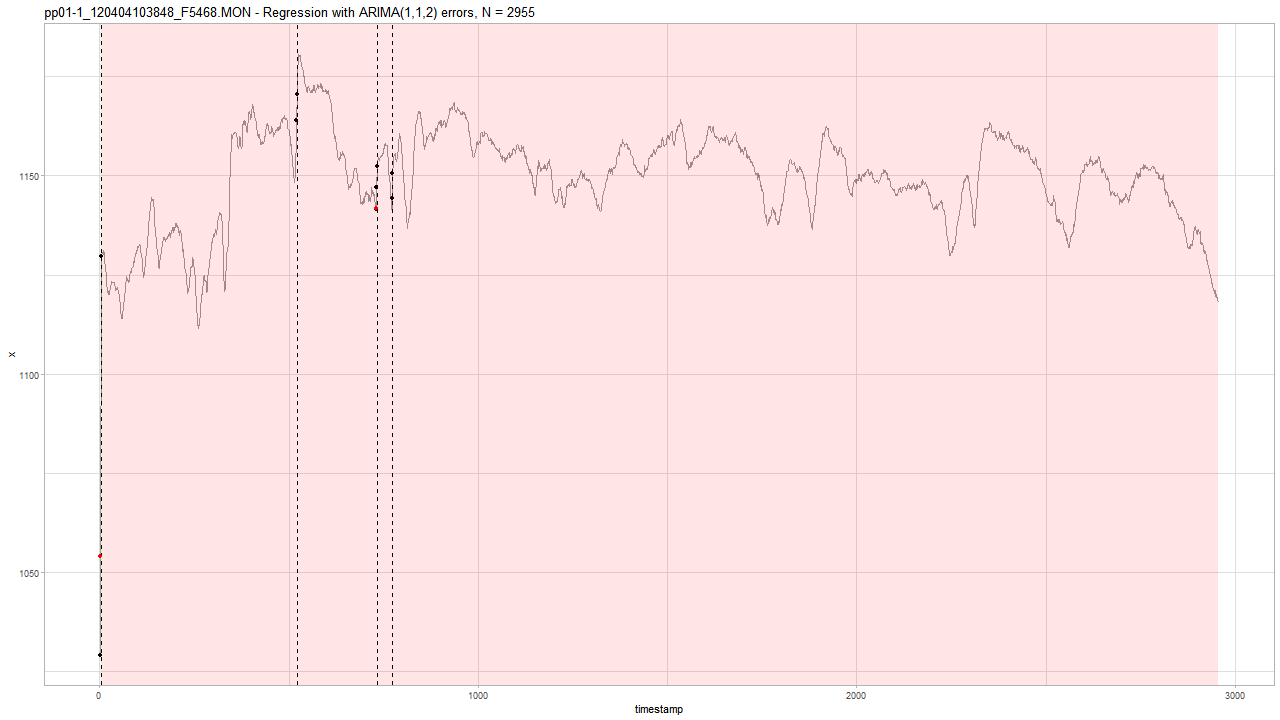 pp01-1_120404103848_F5468.MON - Regression with ARIMA(1,1,2) errors, N = 2955
1150
1100
1050
x
0
1000
2000
3000
timestamp